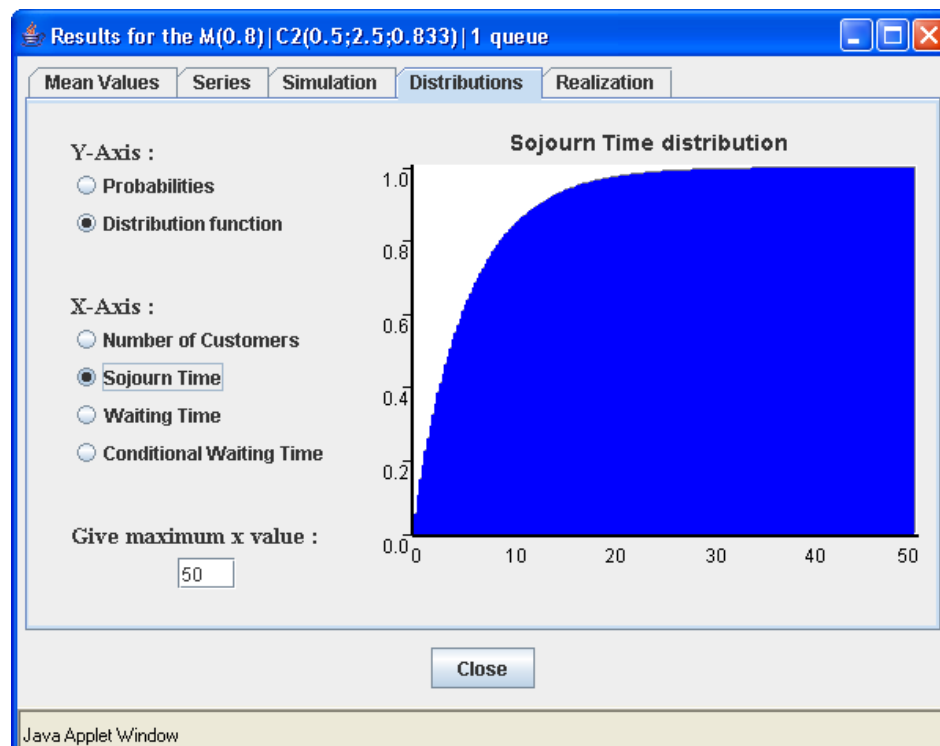 Results for the M(0.8)|C2(0.5;2.5;0.833)|1 queue
Mean Values Series Simulation Distributions Realization
Y-Axis :
Probabilities
Distribution function
X-Axis :
Number of Customers
Sojourn Time
Waiting Time
Conditional Waiting Time
Give maximum x value :
50
Sojourn Time distribution
1.0
0.8
0.6
0.4
0.2
0.0
0 10 20 30 40 50
Close
Java Applet Window